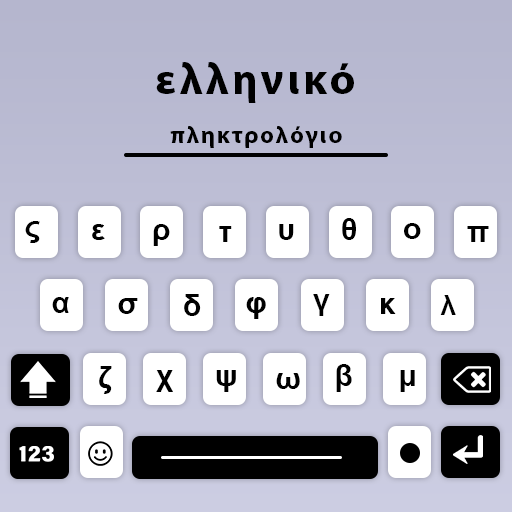 ελληνικό
πληκτρολόγιο
ς ε ρ τ υ θ ο π
α σ δ φ γ κ λ
ζ χ ψ ω β μ
123